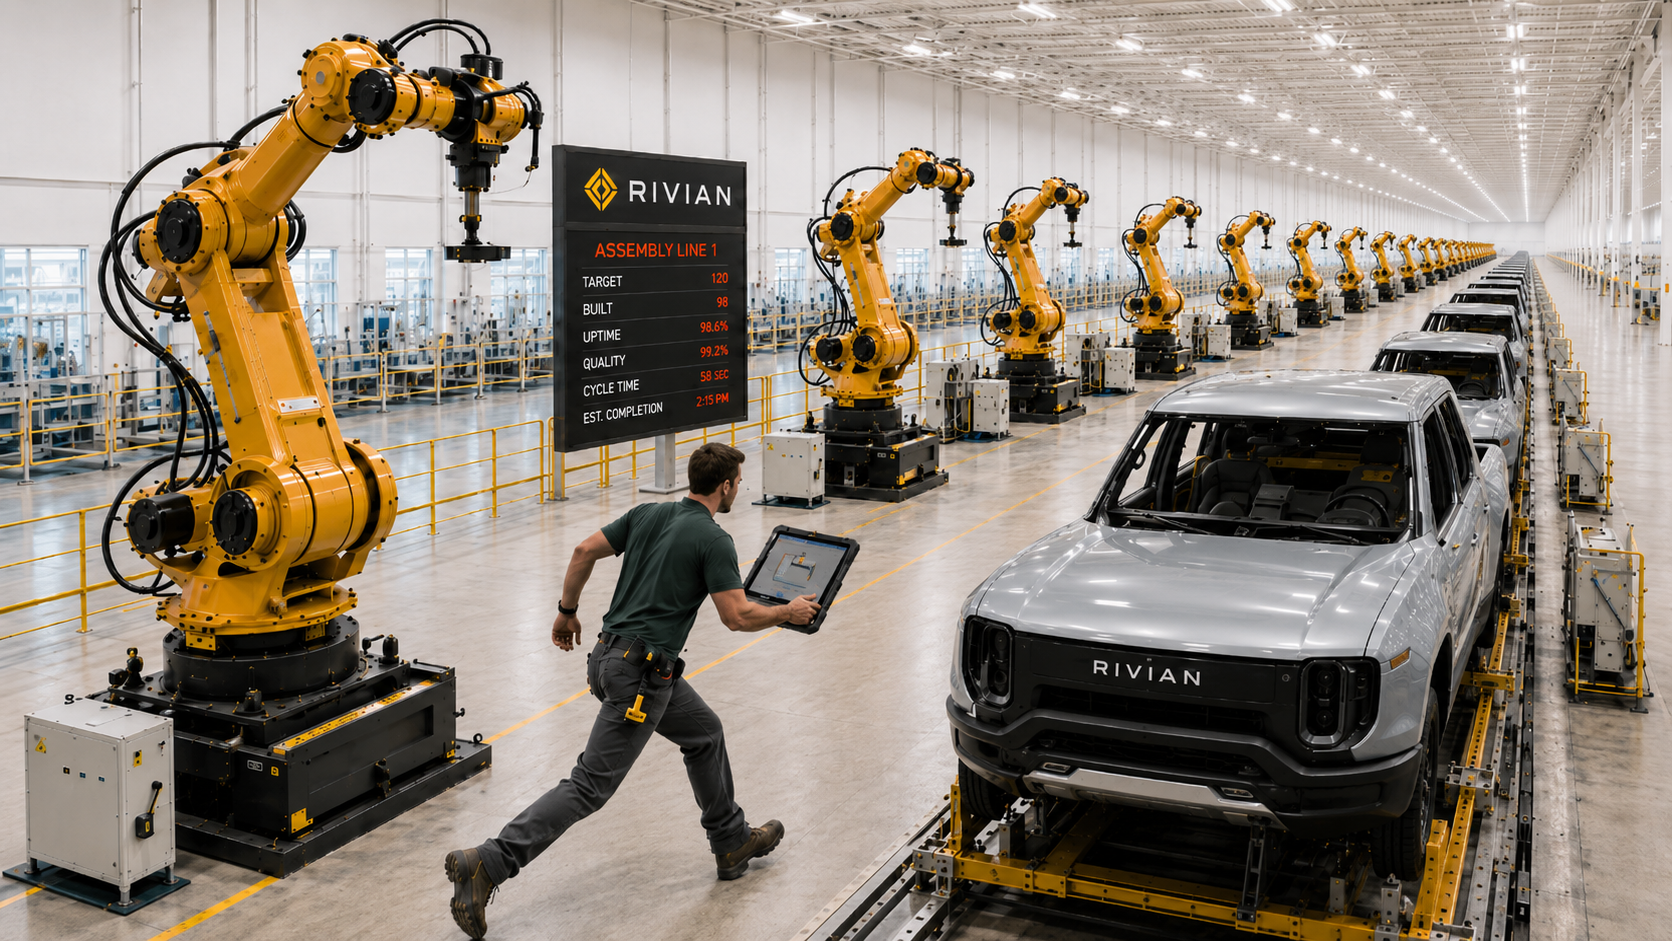 RIVIAN
ASSEMBLY LINE 1
TARGET 120
BUILT 98
UPTIME 98.6%
QUALITY 99.2%
CYCLE TIME 58 SEC
EST. COMPLETION 2:15 PM
RIVIAN